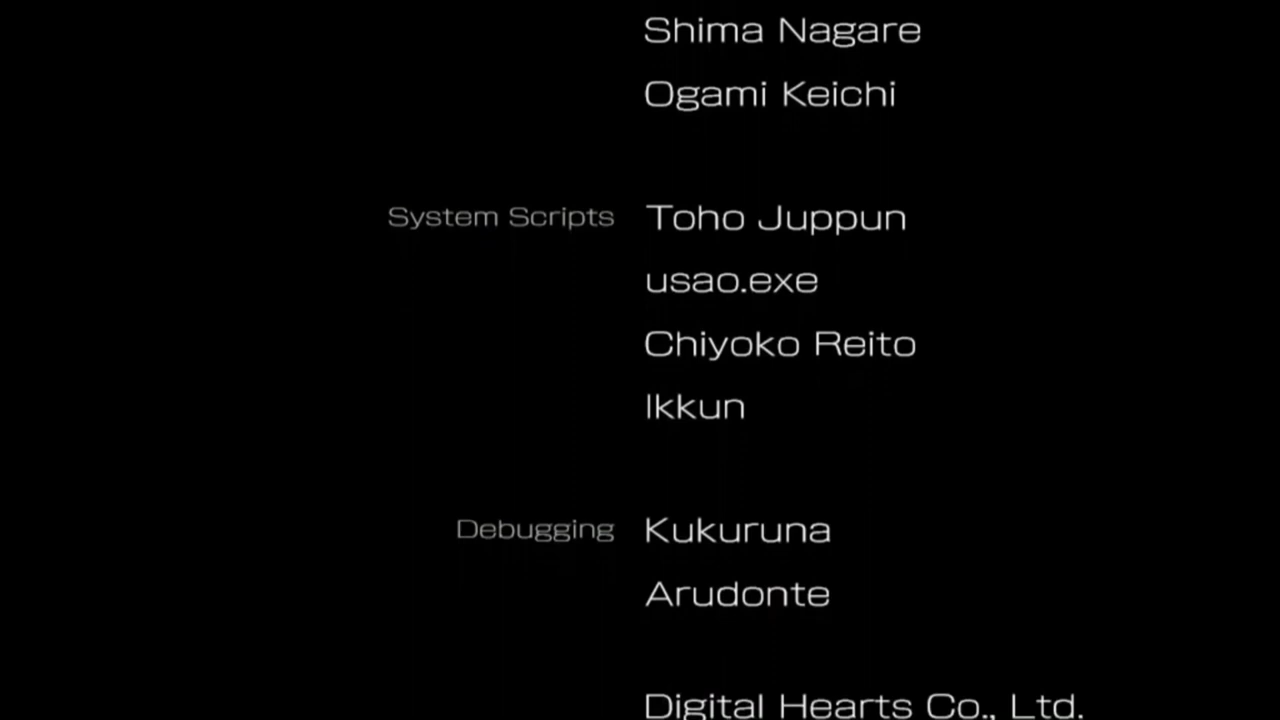 Shima Nagare
Ogami Keichi
System Scripts Toho Juppun
usao.exe
Chiyoko Reito
Ikkun
Debugging Kukuruna
Arudonte
Digital Hearts Co., Ltd.